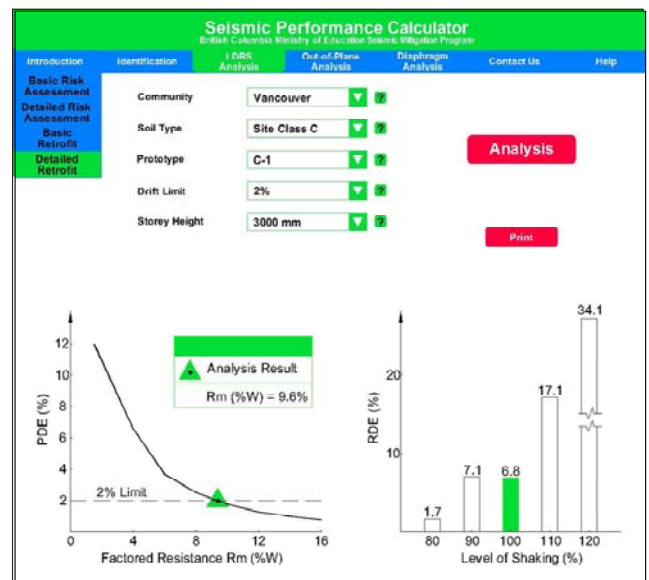 Seismic Performance Calculator
British Columbia Ministry of Education Seismic Mitigation Program
Introduction
Identification
LDRS Analysis
Out-of-Plane Analysis
Diaphragm Analysis
Contact Us
Help
Basic Risk
Assessment
Detailed Risk
Assessment
Basic
Retrofit
Detailed
Retrofit
Community
Vancouver
?
Soil Type
Site Class C
?
Prototype
C-1
?
Drift Limit
2%
?
Storey Height
3000 mm
?
Analysis
Print
PDE (%)
12
10
8
6
4
2
0
4
8
12
16
2% Limit
Analysis Result
Rm (%W) = 9.6%
Factored Resistance Rm (%W)
RDE (%)
20
10
1.7
7.1
6.8
17.1
34.1
80
90
100
110
120
Level of Shaking (%)